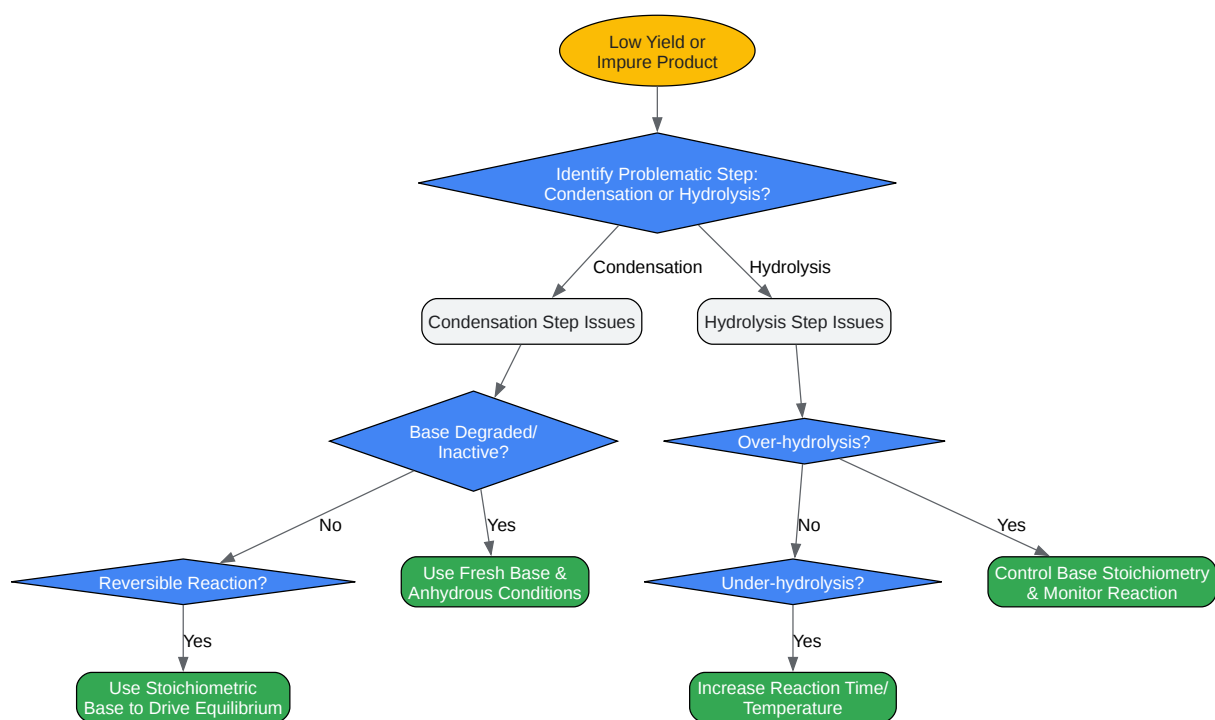 Low Yield or
Impure Product
Identify Problematic Step:
Condensation or Hydrolysis?
Condensation
Hydrolysis
Condensation Step Issues
Hydrolysis Step Issues
Base Degraded/
Inactive?
Over-hydrolysis?
No
Yes
No
Yes
Reversible Reaction?
Use Fresh Base &
Anhydrous Conditions
Under-hydrolysis?
Control Base Stoichiometry
& Monitor Reaction
Yes
Yes
Use Stoichiometric
Base to Drive Equilibrium
Increase Reaction Time/
Temperature